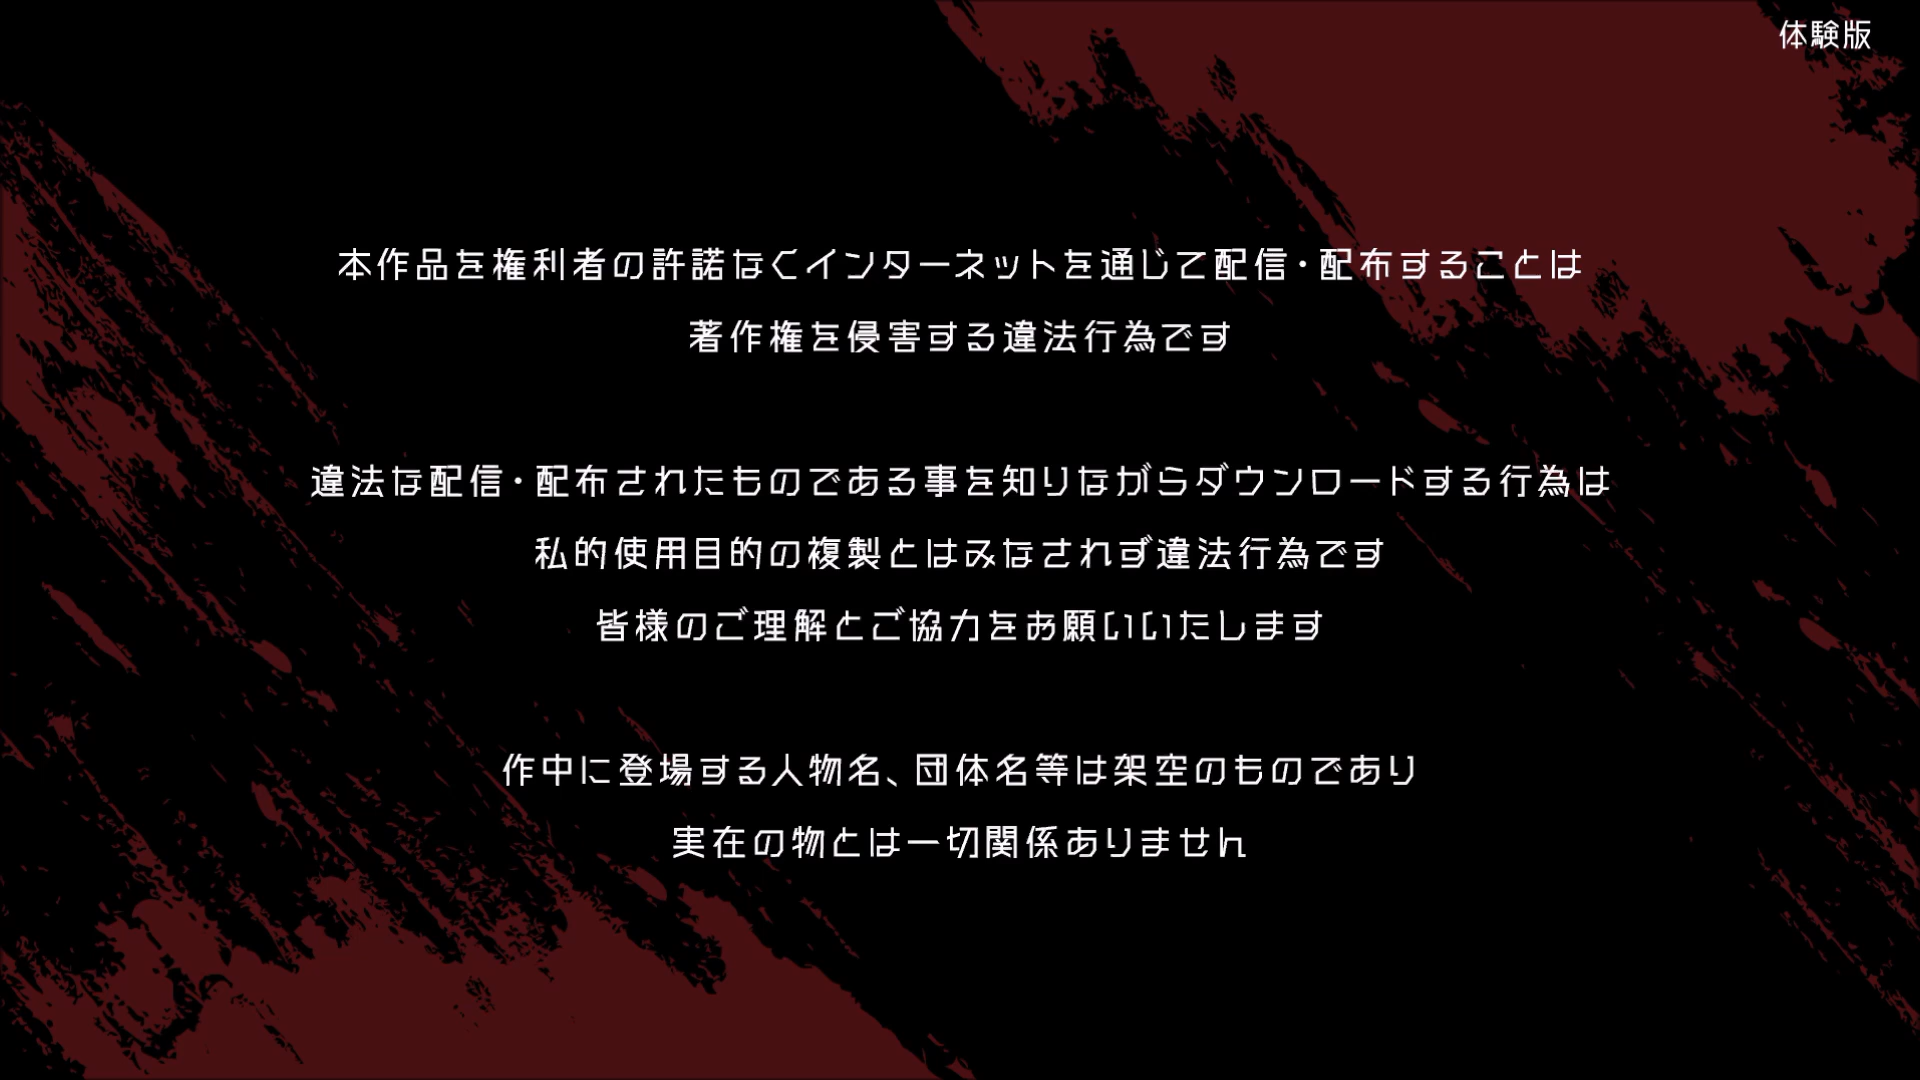 体験版
本作品を権利者の許諾なくインターネットを通じて配信・配布することは
著作権を侵害する違法行為です
違法な配信・配布されたものである事を知りながらダウンロードする行為は
私的使用目的の複製とはみなされず違法行為です
皆様のご理解とご協力をお願いいたします
作中に登場する人物名、団体名等は架空のものであり
実在の物とは一切関係ありません